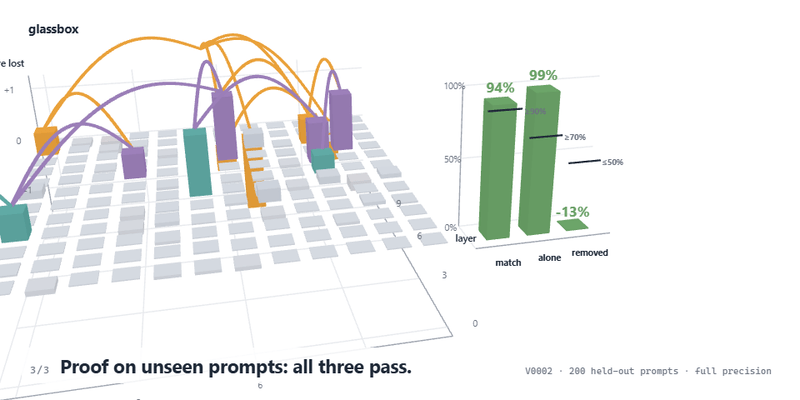 glassbox
e lost
+1
0
-1
9
6
3
0
6
100%
50%
0%
94%
99%
-13%
≥70%
≤50%
layer
match
alone
removed
3/3 Proof on unseen prompts: all three pass.
V0002 · 200 held-out prompts · full precision